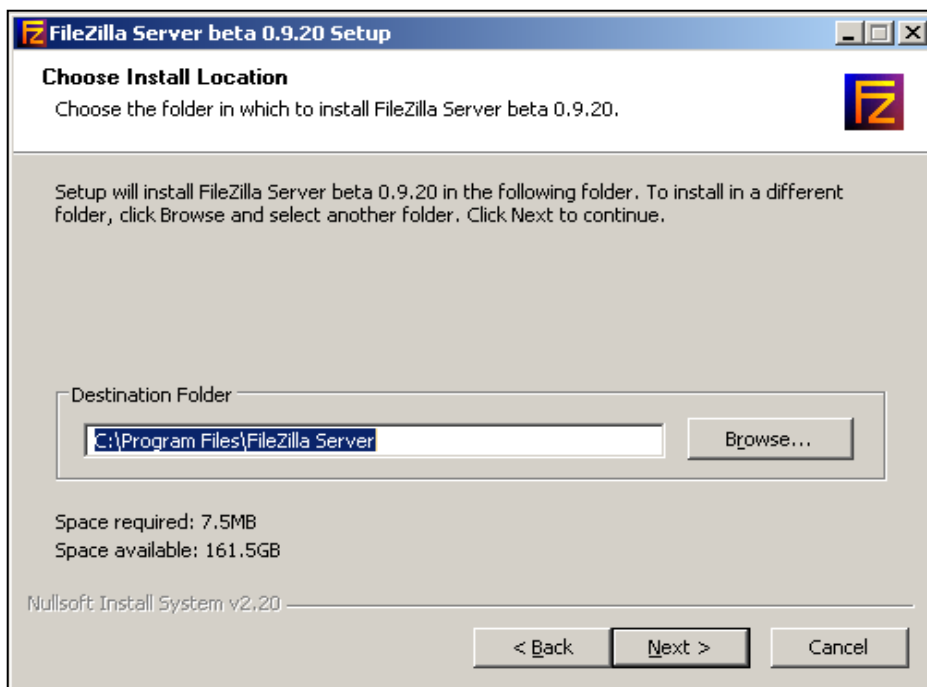 FileZilla Server beta 0.9.20 Setup
Choose Install Location
Choose the folder in which to install FileZilla Server beta 0.9.20.
FZ
Setup will install FileZilla Server beta 0.9.20 in the following folder. To install in a different
folder, click Browse and select another folder. Click Next to continue.
Destination Folder
C:\Program Files\FileZilla Server
Browse...
Space required: 7.5MB
Space available: 161.5GB
Nullsoft Install System v2.20
< Back
Next >
Cancel